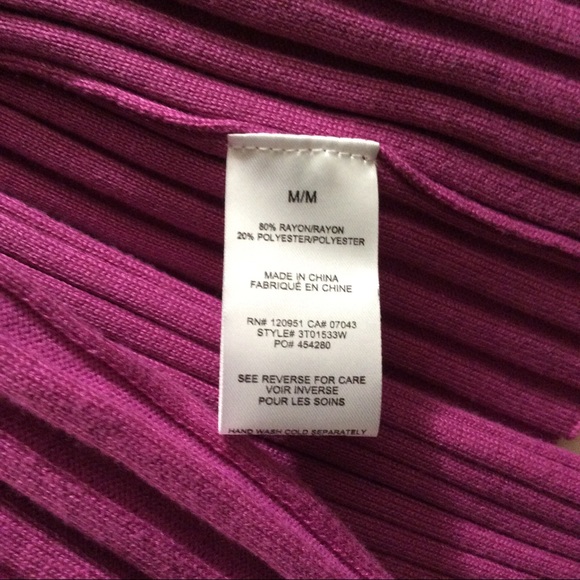 M/M
80% RAYON/RAYON
20% POLYESTER/POLYESTER
MADE IN CHINA
FABRIQUÉ EN CHINE
RN# 120951 CA# 07043
STYLE# 3T01533W
PO# 454280
SEE REVERSE FOR CARE
VOIR INVERSE
POUR LES SOINS
HAND WASH COLD SEPARATELY